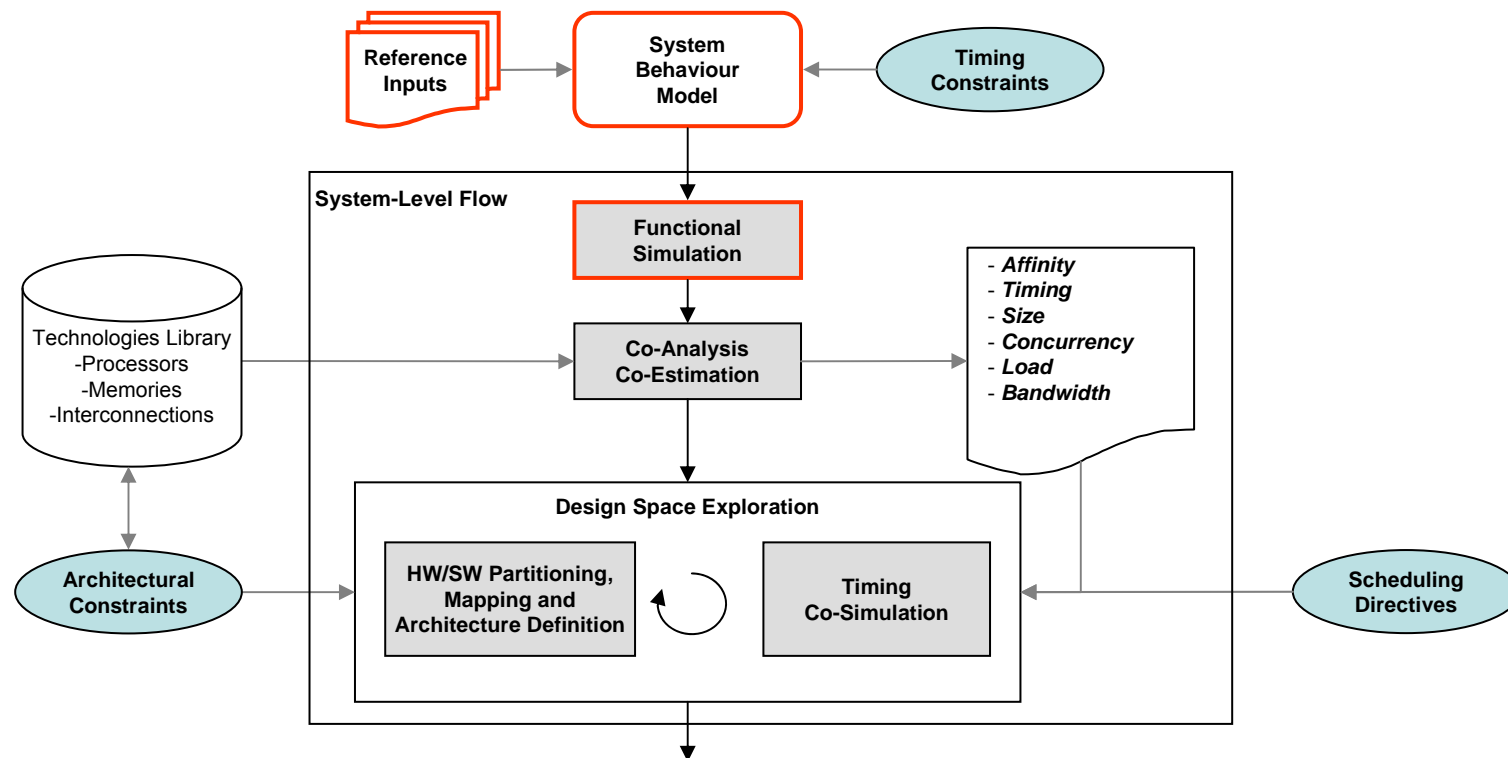 Reference
Inputs
System
Behaviour
Model
Timing
Constraints
System-Level Flow
Functional
Simulation
- Affinity
- Timing
- Size
- Concurrency
- Load
- Bandwidth
Technologies Library
-Processors
-Memories
-Interconnections
Co-Analysis
Co-Estimation
Design Space Exploration
Architectural
Constraints
HW/SW Partitioning,
Mapping and
Architecture Definition
Timing
Co-Simulation
Scheduling
Directives